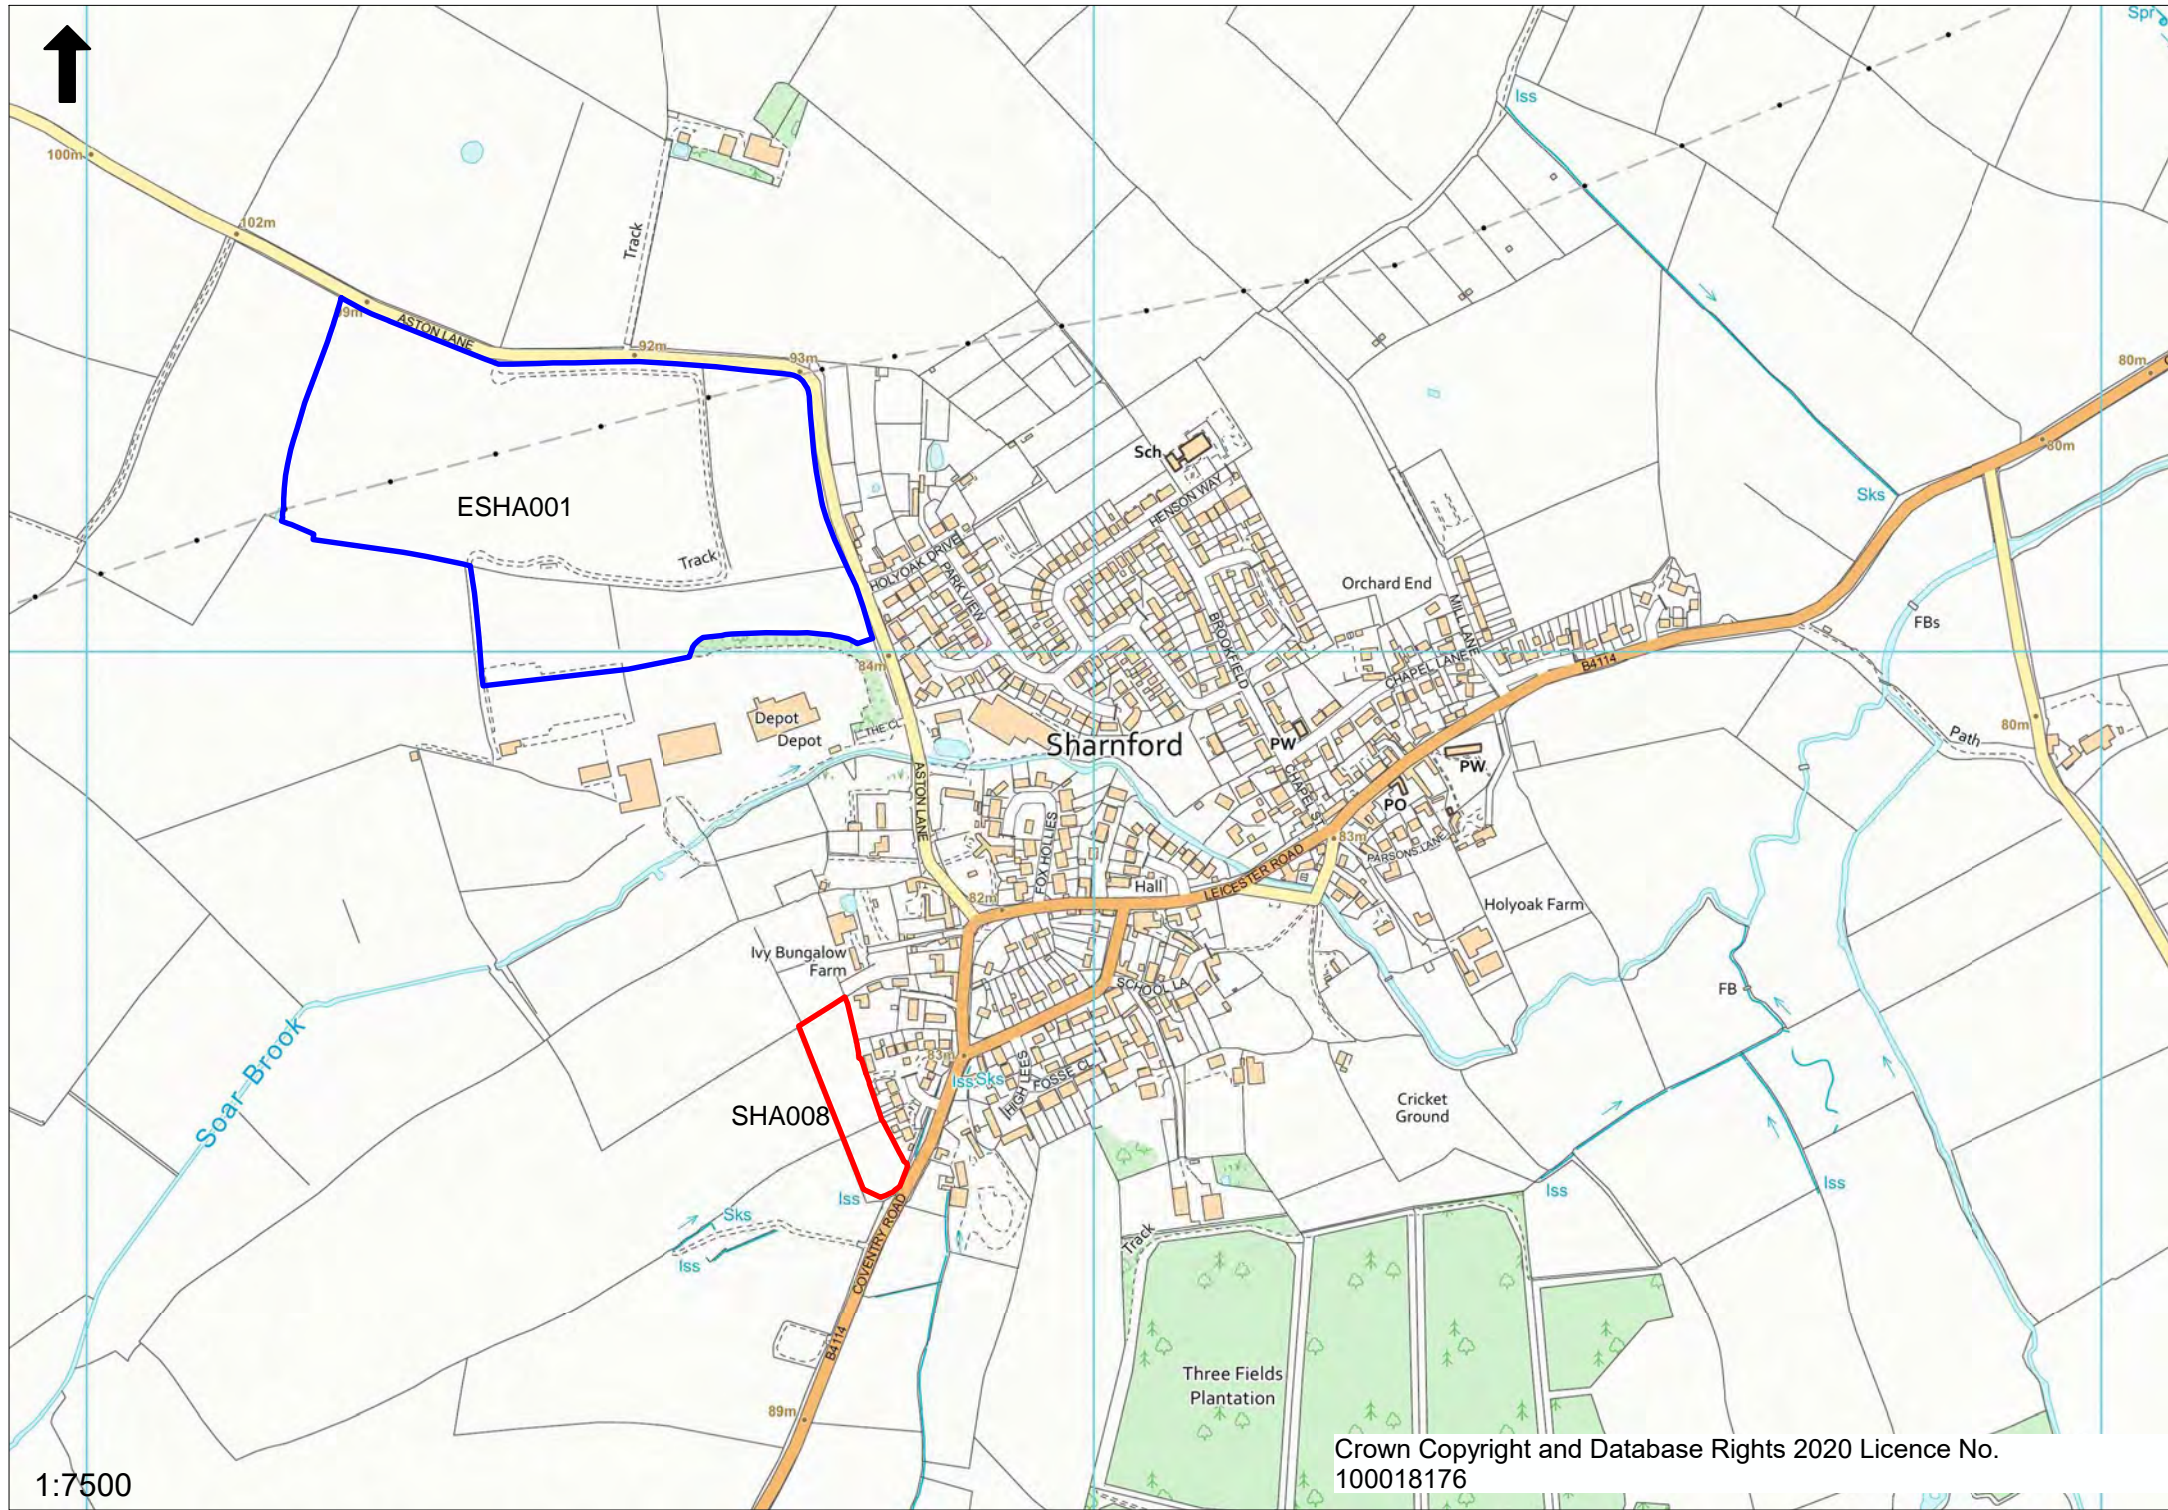 Spr
Iss
100m
102m
Track
99m
ASTON LANE
92m
93m
80m
80m
Sch
HENSON WAY
Sks
ESHA001
Track
HOLYOAK DRIVE
PARK VIEW
Orchard End
MILL LANE
BROOKFIELD
FBs
84m
CHAPEL LANE
B4114
Depot
Depot
THE CL
Sharnford
PW
PW
80m
Path
ASTON LANE
CHAPEL ST
PO
83m
FOX HOLLIES
PARSONS LANE
LEICESTER ROAD
Hall
82m
Holyoak Farm
Ivy Bungalow
Farm
SCHOOL LA
FB
Soar Brook
83m
Iss
Sks
HIGH LEES
FOSSE CL
SHA008
Cricket
Ground
Iss
Iss
Iss
Sks
Iss
COVENTRY ROAD
Track
B4114
Three Fields
Plantation
89m
1:7500
Crown Copyright and Database Rights 2020 Licence No.
100018176